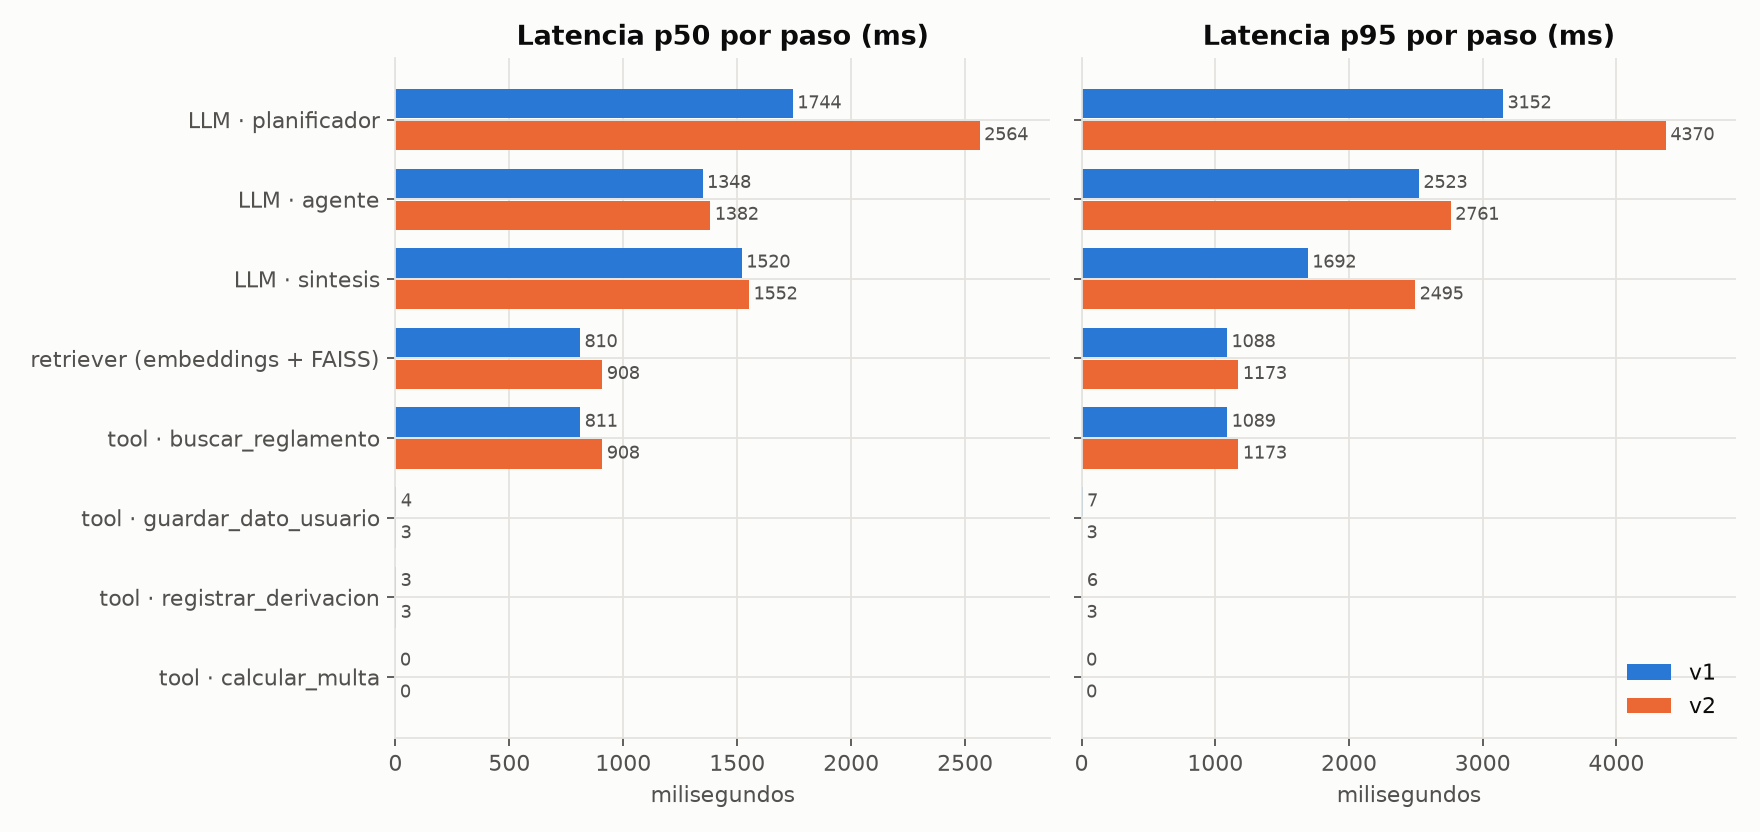 Latencia p50 por paso (ms)
LLM · planificador
1744
2564
LLM · agente
1348
1382
LLM · sintesis
1520
1552
retriever (embeddings + FAISS)
810
908
tool · buscar_reglamento
811
908
tool · guardar_dato_usuario
4
3
tool · registrar_derivacion
3
3
tool · calcular_multa
0
0
0 500 1000 1500 2000 2500
milisegundos
Latencia p95 por paso (ms)
3152
4370
2523
2761
1692
2495
1088
1173
1089
1173
7
3
6
3
0
0
v1
v2
0 1000 2000 3000 4000
milisegundos